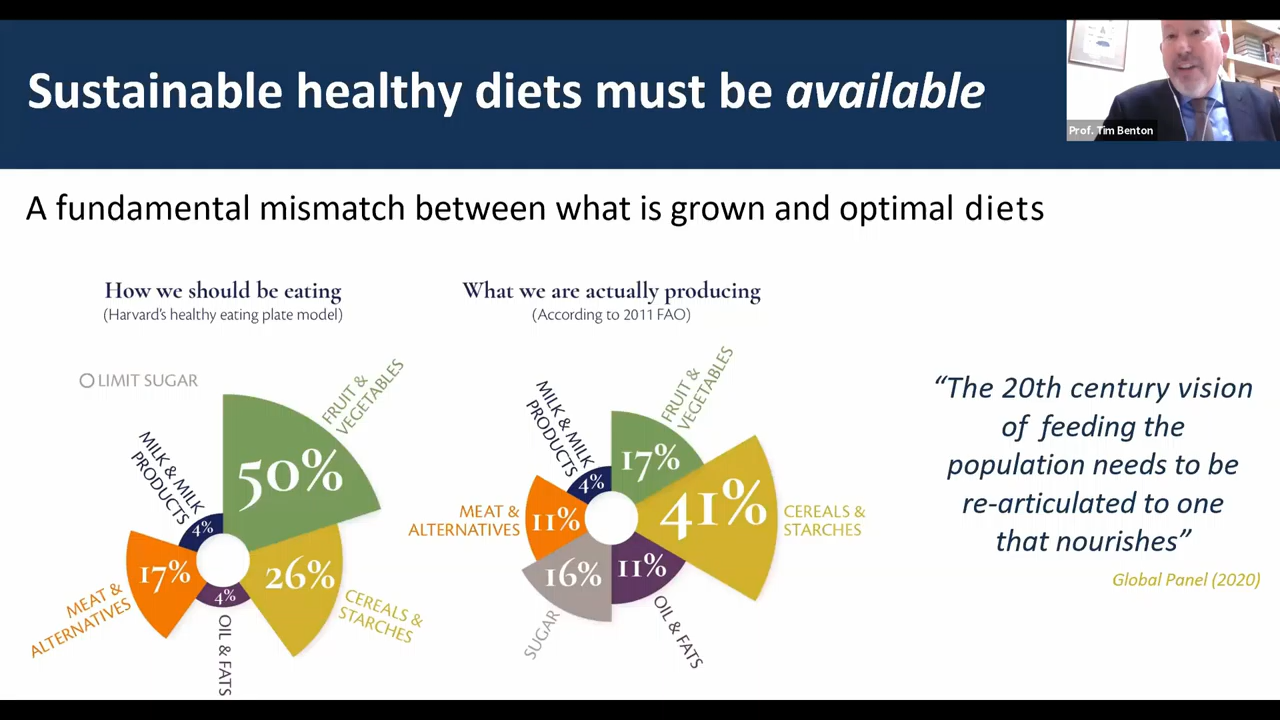 Sustainable healthy diets must be available
Prof. Tim Benton
A fundamental mismatch between what is grown and optimal diets
How we should be eating
(Harvard's healthy eating plate model)
LIMIT SUGAR
FRUIT &
VEGETABLES
50%
MILK & MILK
PRODUCTS
4%
17%
MEAT &
ALTERNATIVES
4%
OIL & FATS
26%
CEREALS &
STARCHES
What we are actually producing
(According to 2011 FAO)
FRUIT &
VEGETABLES
17%
MILK & MILK
PRODUCTS
4%
41%
CEREALS &
STARCHES
MEAT &
ALTERNATIVES
11%
16%
SUGAR
11%
OIL & FATS
“The 20th century vision
of feeding the
population needs to be
re-articulated to one
that nourishes”
Global Panel (2020)